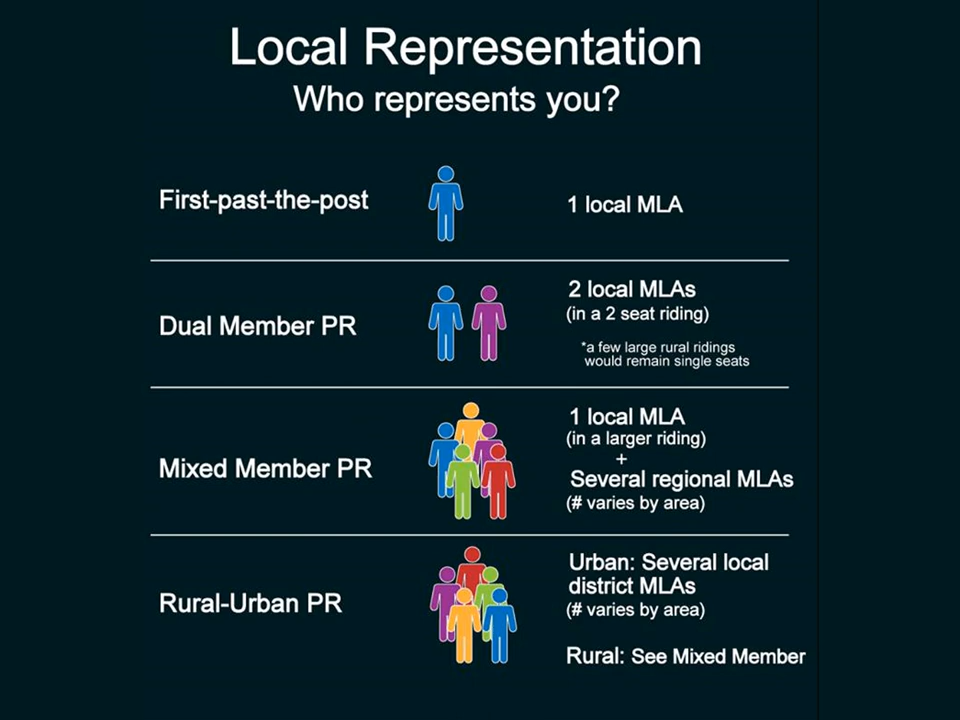 Local Representation
Who represents you?
First-past-the-post
1 local MLA
Dual Member PR
2 local MLAs
(in a 2 seat riding)
*a few large rural ridings
would remain single seats
Mixed Member PR
1 local MLA
(in a larger riding)
+
Several regional MLAs
(# varies by area)
Rural-Urban PR
Urban: Several local
district MLAs
(# varies by area)
Rural: See Mixed Member